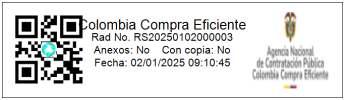 Colombia Compra Eficiente
Rad No. RS20250102000003
Anexos: No Con copia: No
Fecha: 02/01/2025 09:10:45
Agencia Nacional
de Contratación Pública
Colombia Compra Eficiente